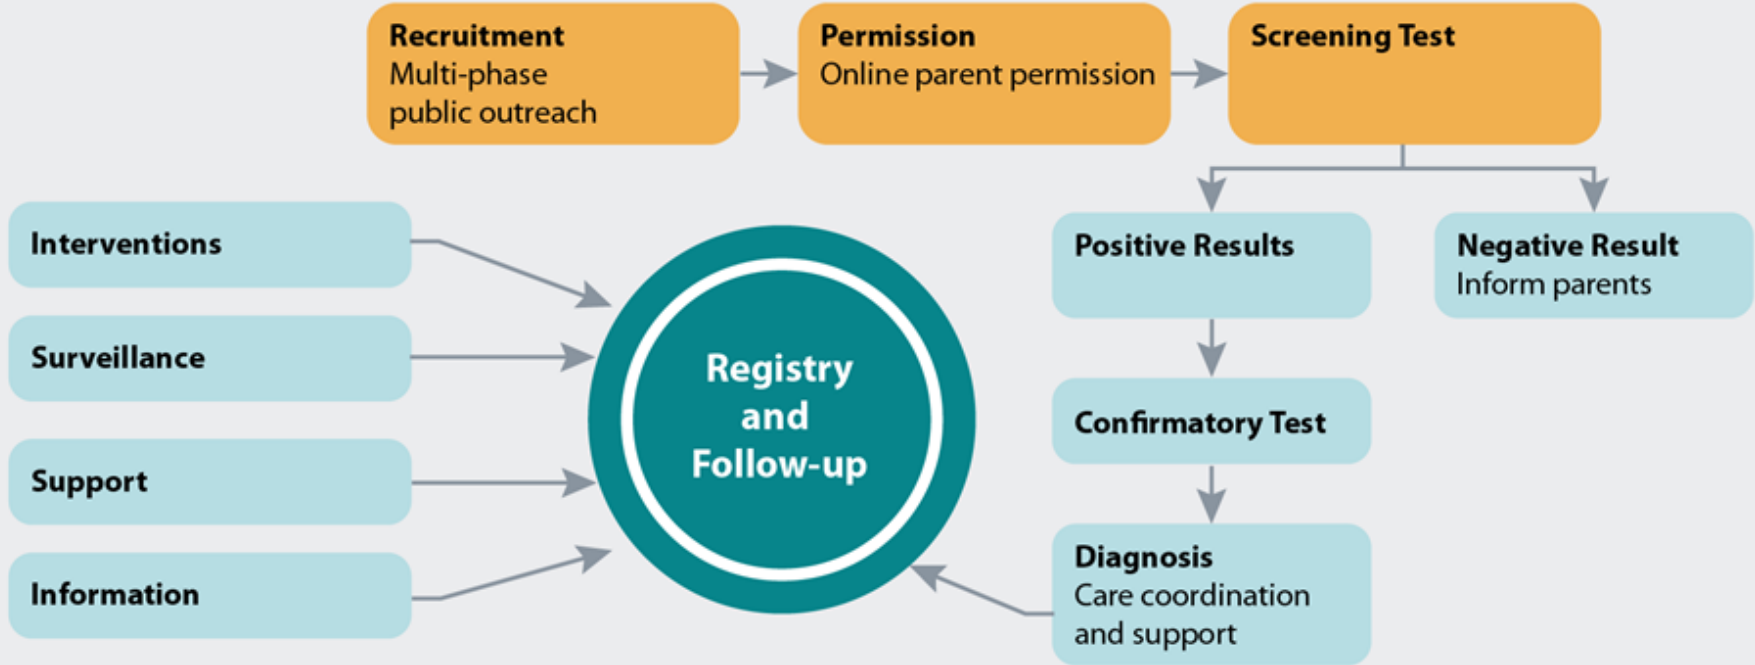 Recruitment
Multi-phase
public outreach
Permission
Online parent permission
Screening Test
Positive Results
Negative Result
Inform parents
Confirmatory Test
Diagnosis
Care coordination
and support
Registry
and
Follow-up
Interventions
Surveillance
Support
Information